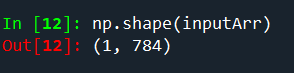 In [12]: np.shape(inputArr)
Out[12]: (1, 784)